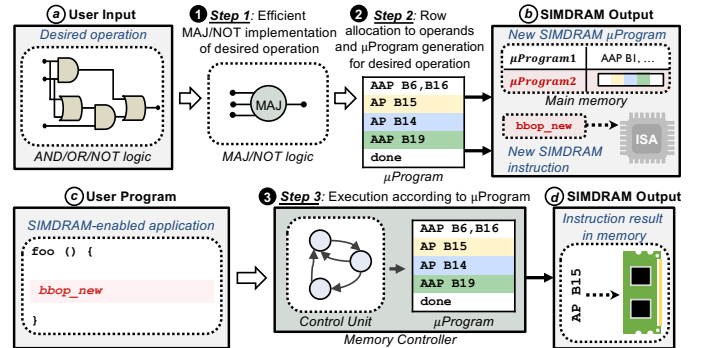 a User Input
Desired operation
AND/OR/NOT logic
1 Step 1: Efficient
MAJ/NOT implementation
of desired operation
MAJ
MAJ/NOT logic
2 Step 2: Row
allocation to operands
and µProgram generation
for desired operation
AAP B6,B16
AP B15
AP B14
AAP B19
done
µProgram
b SIMDRAM Output
New SIMDRAM µProgram
µProgram1 AAP BI, ...
µProgram2
Main memory
bbop_new
ISA
New SIMDRAM
instruction
c User Program
SIMDRAM-enabled application
foo () {
bbop_new
}
3 Step 3: Execution according to µProgram
Control Unit
AAP B6,B16
AP B15
AP B14
AAP B19
done
µProgram
Memory Controller
d SIMDRAM Output
Instruction result
in memory
AP B15